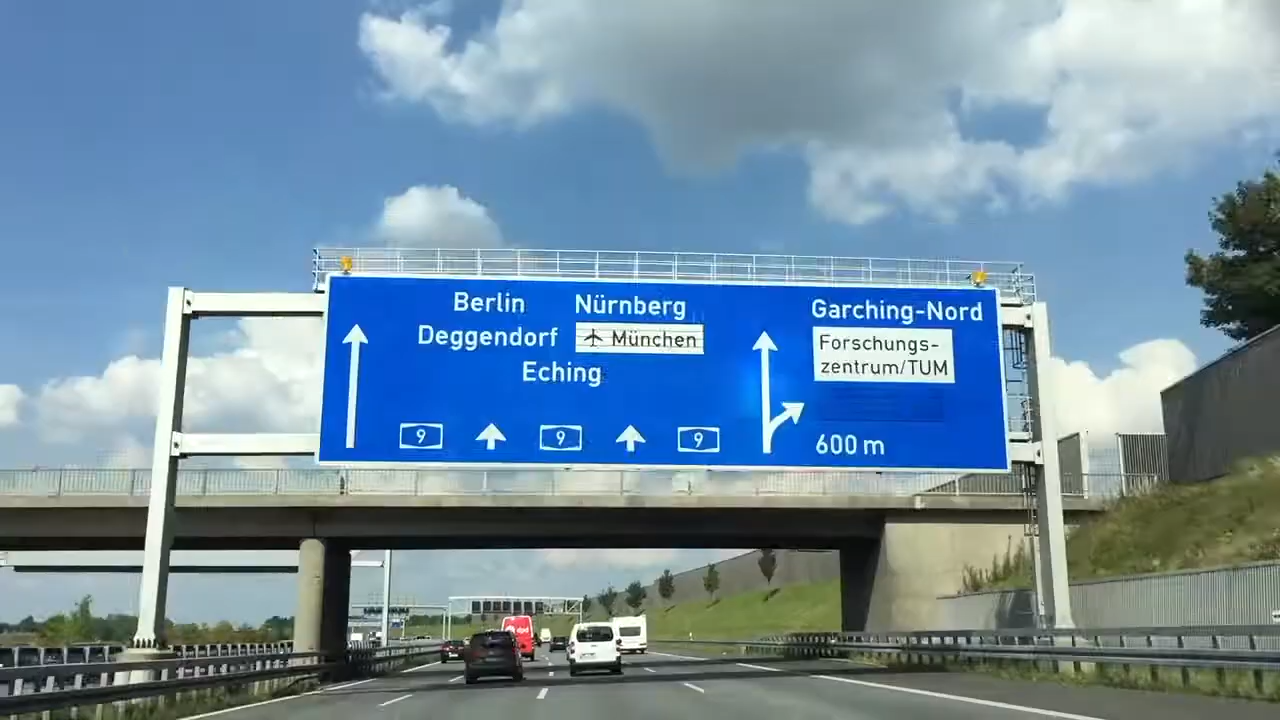 Berlin Nürnberg
Deggendorf München
Eching
9 9 9
Garching-Nord
Forschungs-
zentrum/TUM
600 m